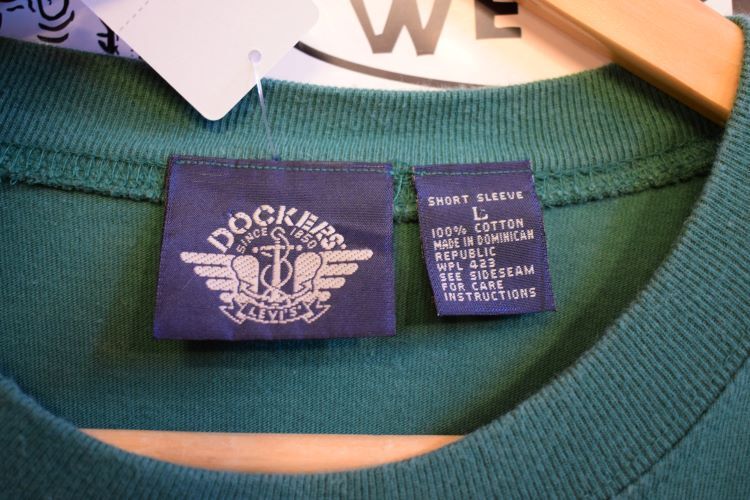 WE
DOCKERS®
SINCE 1850
LEVI'S®
SHORT SLEEVE
L
100% COTTON
MADE IN DOMINICAN
REPUBLIC
WPL 423
SEE SIDESEAM
FOR CARE
INSTRUCTIONS